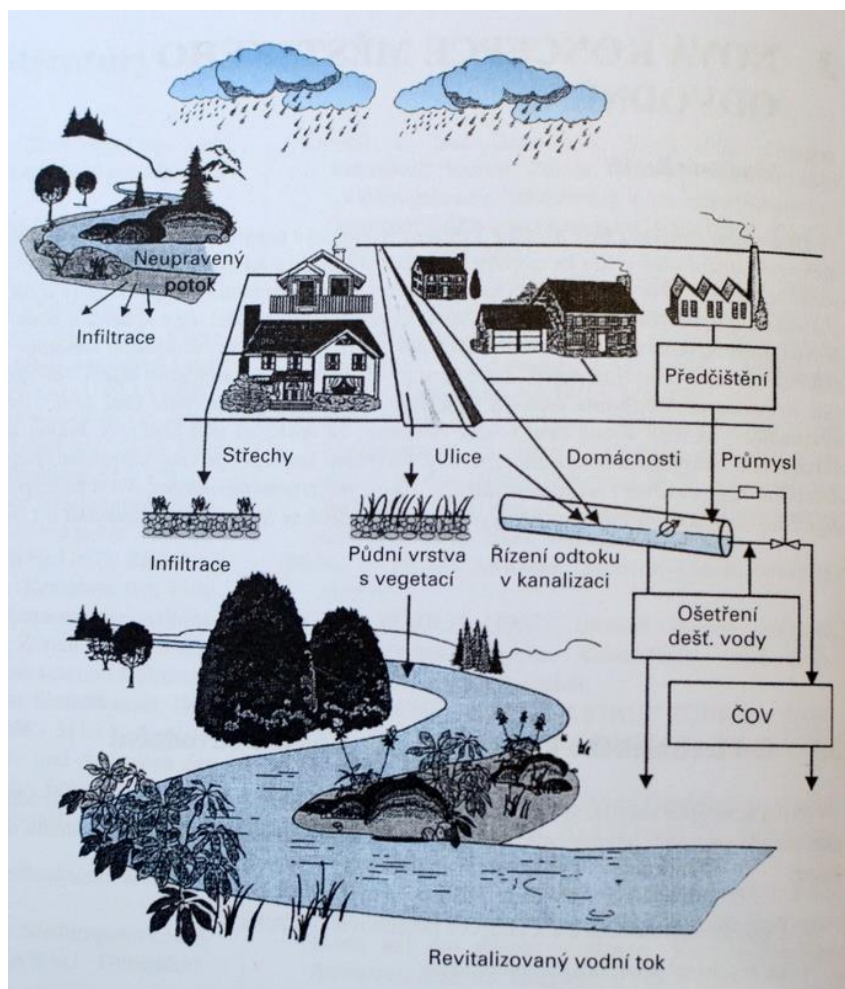 Neupravený
potok
Infiltrace
Předčištění
Střechy
Ulice
Domácnosti
Průmysl
Infiltrace
Půdní vrstva
s vegetací
Řízení odtoku
v kanalizaci
Ošetření
dešť. vody
ČOV
Revitalizovaný vodní tok